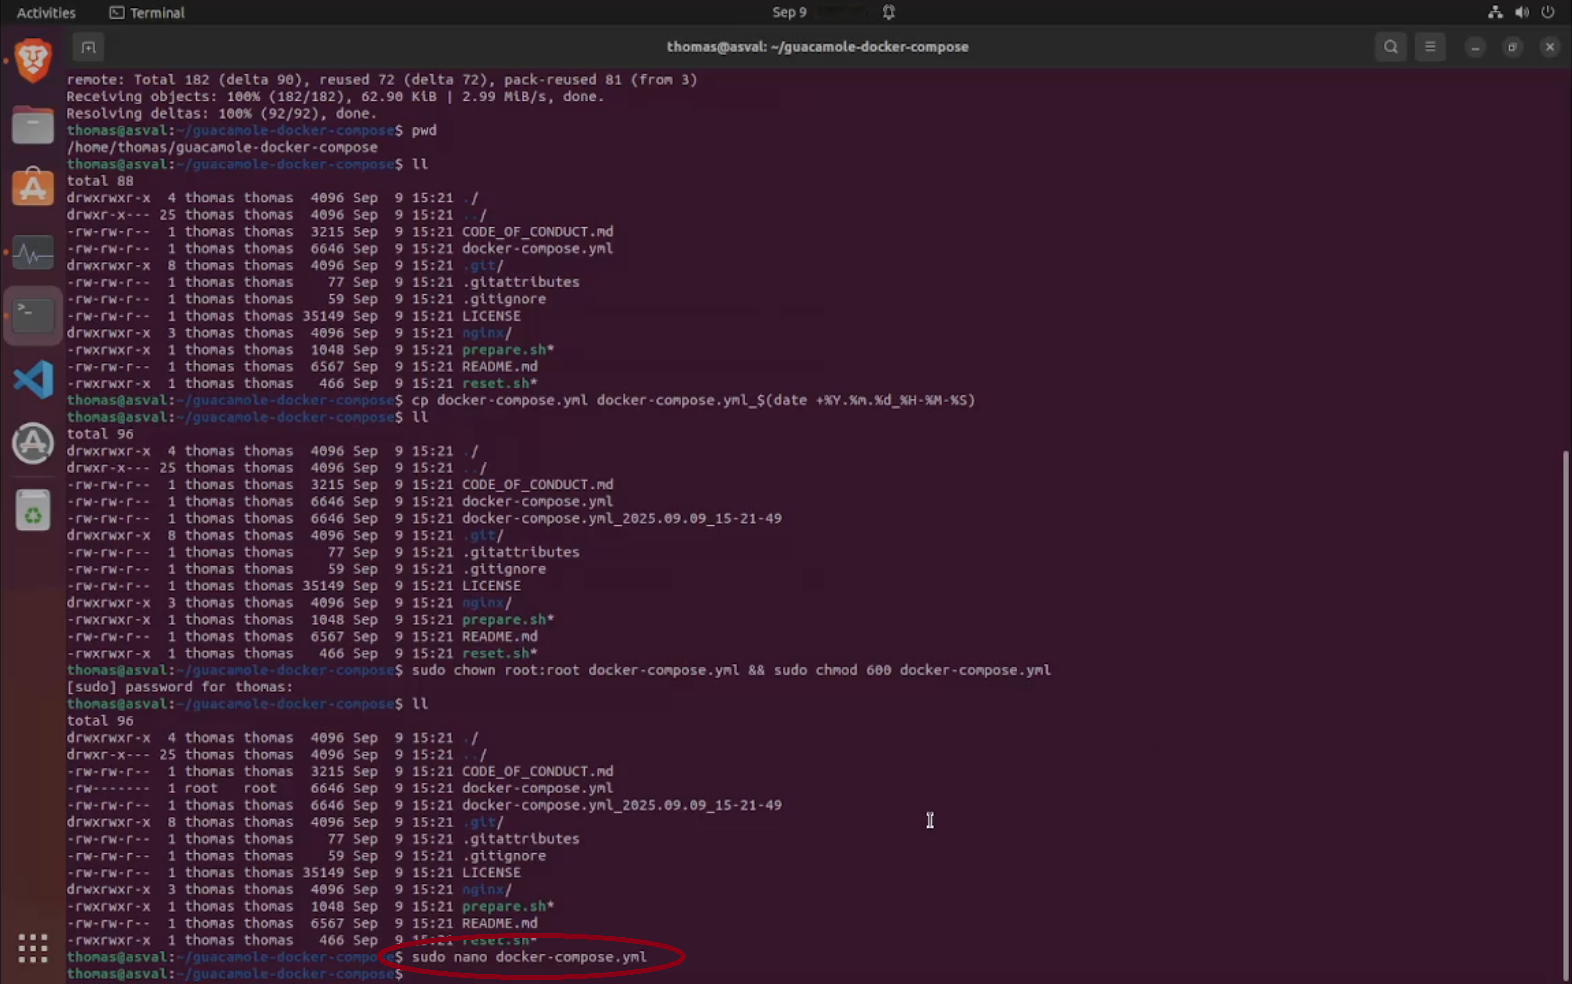 Activities Terminal Sep 9
thomas@asval: ~/guacamole-docker-compose
remote: Total 182 (delta 90), reused 72 (delta 72), pack-reused 81 (from 3)
Receiving objects: 100% (182/182), 62.90 KiB | 2.99 MiB/s, done.
Resolving deltas: 100% (92/92), done.
thomas@asval:~/guacamole-docker-compose$ pwd
/home/thomas/guacamole-docker-compose
thomas@asval:~/guacamole-docker-compose$ ll
total 88
drwxrwxr-x  4 thomas thomas  4096 Sep  9 15:21 ./
drwxr-x--- 25 thomas thomas  4096 Sep  9 15:21 ../
-rw-rw-r--  1 thomas thomas  3215 Sep  9 15:21 CODE_OF_CONDUCT.md
-rw-rw-r--  1 thomas thomas  6646 Sep  9 15:21 docker-compose.yml
drwxrwxr-x  8 thomas thomas  4096 Sep  9 15:21 .git/
-rw-rw-r--  1 thomas thomas    77 Sep  9 15:21 .gitattributes
-rw-rw-r--  1 thomas thomas    59 Sep  9 15:21 .gitignore
-rw-rw-r--  1 thomas thomas 35149 Sep  9 15:21 LICENSE
drwxrwxr-x  3 thomas thomas  4096 Sep  9 15:21 nginx/
-rwxrwxr-x  1 thomas thomas  1048 Sep  9 15:21 prepare.sh*
-rw-rw-r--  1 thomas thomas  6567 Sep  9 15:21 README.md
-rwxrwxr-x  1 thomas thomas   466 Sep  9 15:21 reset.sh*
thomas@asval:~/guacamole-docker-compose$ cp docker-compose.yml docker-compose.yml_$(date +%Y.%m.%d_%H-%M-%S)
thomas@asval:~/guacamole-docker-compose$ ll
total 96
drwxrwxr-x  4 thomas thomas  4096 Sep  9 15:21 ./
drwxr-x--- 25 thomas thomas  4096 Sep  9 15:21 ../
-rw-rw-r--  1 thomas thomas  3215 Sep  9 15:21 CODE_OF_CONDUCT.md
-rw-rw-r--  1 thomas thomas  6646 Sep  9 15:21 docker-compose.yml
-rw-rw-r--  1 thomas thomas  6646 Sep  9 15:21 docker-compose.yml_2025.09.09_15-21-49
drwxrwxr-x  8 thomas thomas  4096 Sep  9 15:21 .git/
-rw-rw-r--  1 thomas thomas    77 Sep  9 15:21 .gitattributes
-rw-rw-r--  1 thomas thomas    59 Sep  9 15:21 .gitignore
-rw-rw-r--  1 thomas thomas 35149 Sep  9 15:21 LICENSE
drwxrwxr-x  3 thomas thomas  4096 Sep  9 15:21 nginx/
-rwxrwxr-x  1 thomas thomas  1048 Sep  9 15:21 prepare.sh*
-rw-rw-r--  1 thomas thomas  6567 Sep  9 15:21 README.md
-rwxrwxr-x  1 thomas thomas   466 Sep  9 15:21 reset.sh*
thomas@asval:~/guacamole-docker-compose$ sudo chown root:root docker-compose.yml && sudo chmod 600 docker-compose.yml
[sudo] password for thomas:
thomas@asval:~/guacamole-docker-compose$ ll
total 96
drwxrwxr-x  4 thomas thomas  4096 Sep  9 15:21 ./
drwxr-x--- 25 thomas thomas  4096 Sep  9 15:21 ../
-rw-rw-r--  1 thomas thomas  3215 Sep  9 15:21 CODE_OF_CONDUCT.md
-rw-------  1 root   root    6646 Sep  9 15:21 docker-compose.yml
-rw-rw-r--  1 thomas thomas  6646 Sep  9 15:21 docker-compose.yml_2025.09.09_15-21-49
drwxrwxr-x  8 thomas thomas  4096 Sep  9 15:21 .git/
-rw-rw-r--  1 thomas thomas    77 Sep  9 15:21 .gitattributes
-rw-rw-r--  1 thomas thomas    59 Sep  9 15:21 .gitignore
-rw-rw-r--  1 thomas thomas 35149 Sep  9 15:21 LICENSE
drwxrwxr-x  3 thomas thomas  4096 Sep  9 15:21 nginx/
-rwxrwxr-x  1 thomas thomas  1048 Sep  9 15:21 prepare.sh*
-rw-rw-r--  1 thomas thomas  6567 Sep  9 15:21 README.md
-rwxrwxr-x  1 thomas thomas   466 Sep  9 15:21 reset.sh*
thomas@asval:~/guacamole-docker-compose$ sudo nano docker-compose.yml
thomas@asval:~/guacamole-docker-compose$